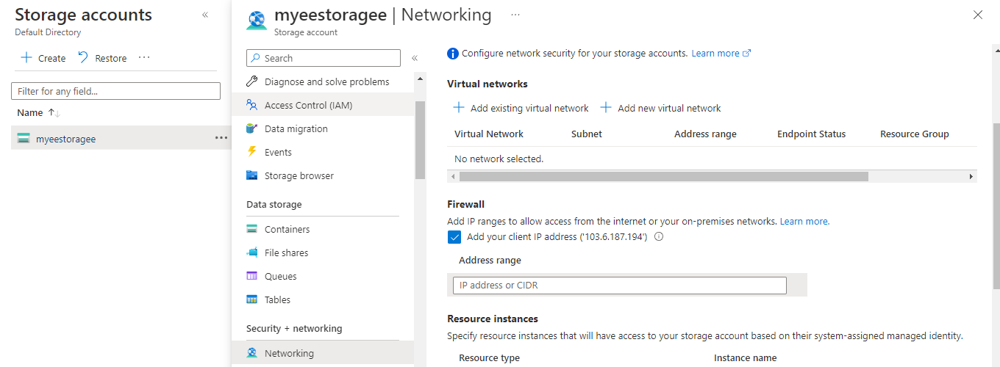 Storage accounts
Default Directory
Create Restore
Filter for any field...
Name
myeestoragee
myeestoragee | Networking
Storage account
Search
Diagnose and solve problems
Access Control (IAM)
Data migration
Events
Storage browser
Data storage
Containers
File shares
Queues
Tables
Security + networking
Networking
Configure network security for your storage accounts. Learn more
Virtual networks
Add existing virtual network Add new virtual network
Virtual Network Subnet Address range Endpoint Status Resource Group
No network selected.
Firewall
Add IP ranges to allow access from the internet or your on-premises networks. Learn more.
Add your client IP address ('103.6.187.194')
Address range
IP address or CIDR
Resource instances
Specify resource instances that will have access to your storage account based on their system-assigned managed identity.
Resource type Instance name